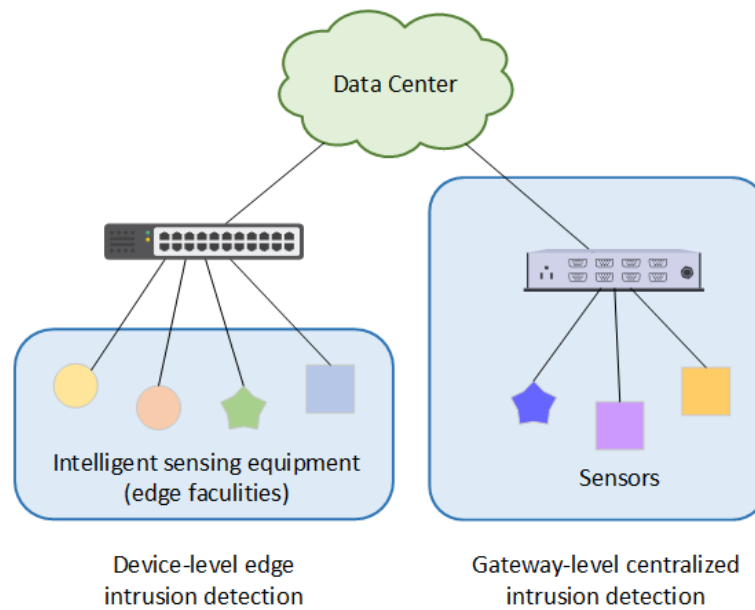 Data Center
Intelligent sensing equipment
(edge faculities)
Sensors
Device-level edge
intrusion detection
Gateway-level centralized
intrusion detection